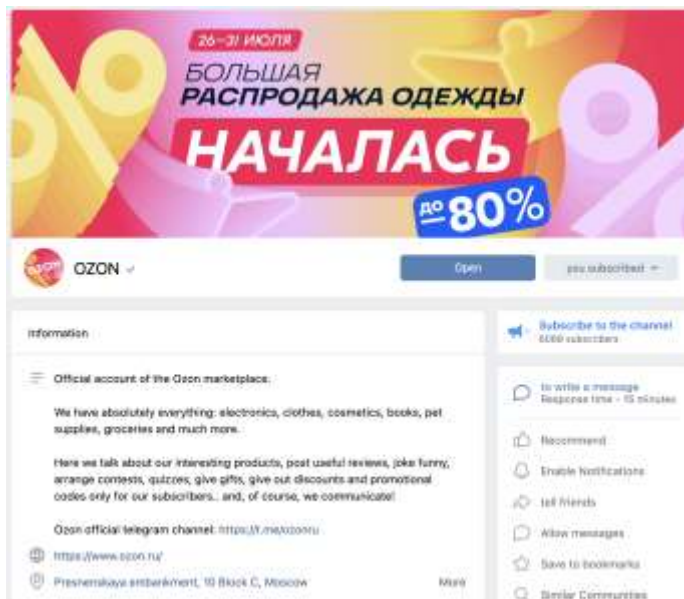 26–31 ИЮЛЯ
БОЛЬШАЯ
РАСПРОДАЖА ОДЕЖДЫ
НАЧАЛАСЬ
до –80%
OZON
OZON
Open
you subscribed
Information
Subscribe to the channel
subscribers
Official account of the Ozon marketplace.
We have absolutely everything: electronics, clothes, cosmetics, books, pet
supplies, groceries and much more.
Here we talk about our interesting products, post useful reviews, joke funny,
arrange contests, quizzes, give gifts, give out discounts and promotional
codes only for our subscribers.. and, of course, we communicate!
Ozon official telegram channel: https://t.me/ozonru
https://www.ozon.ru/
Presnenskaya embankment, 10 Block C, Moscow
More
to write a message
Response time - 15 minutes
Recommend
Enable Notifications
tell friends
Allow messages
Save to bookmarks
Similar Communities